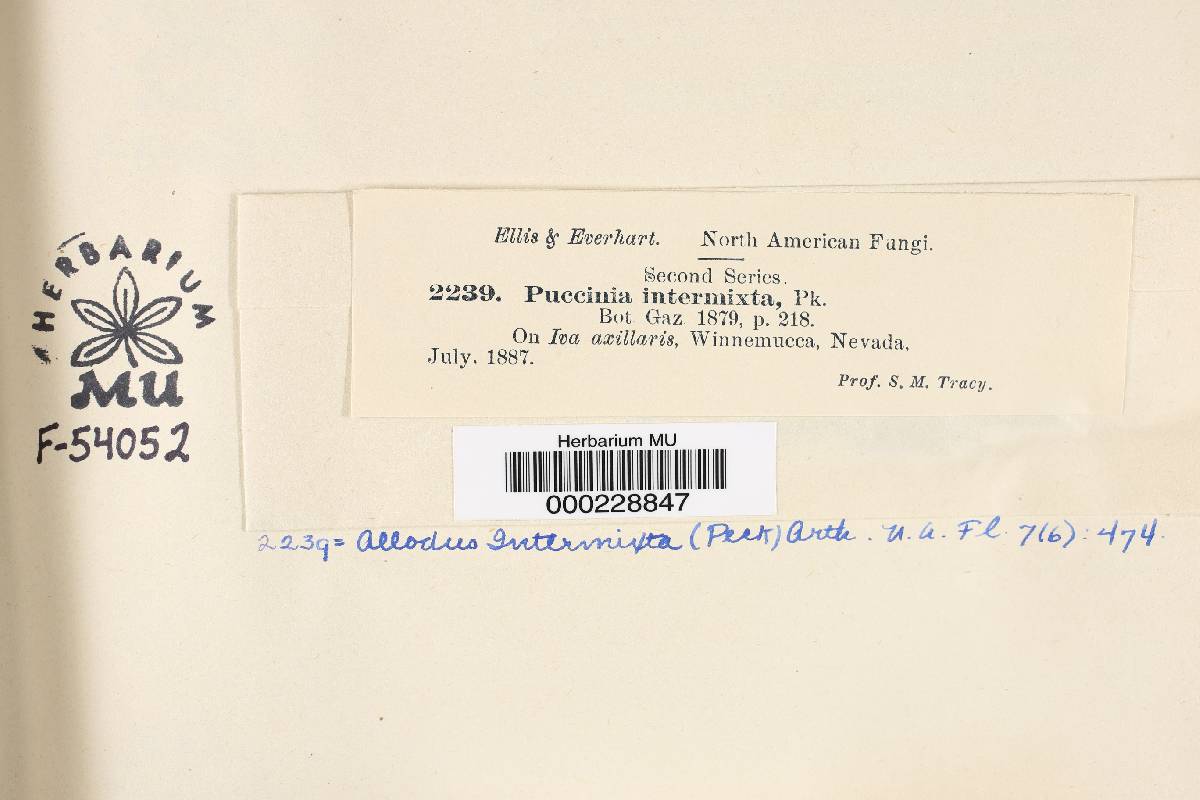 HERBARIUM
MU
F-54052
Ellis & Everhart. North American Fungi.
Second Series.
2239. Puccinia intermixta, Pk.
Bot Gaz 1879, p. 218.
On Iva axillaris, Winnemucca, Nevada,
July, 1887.
Prof. S. M. Tracy.
Herbarium MU
000228847
2239 = Allodus Intermixta (Peck) Arth. N. A. Fl. 7(6): 474.